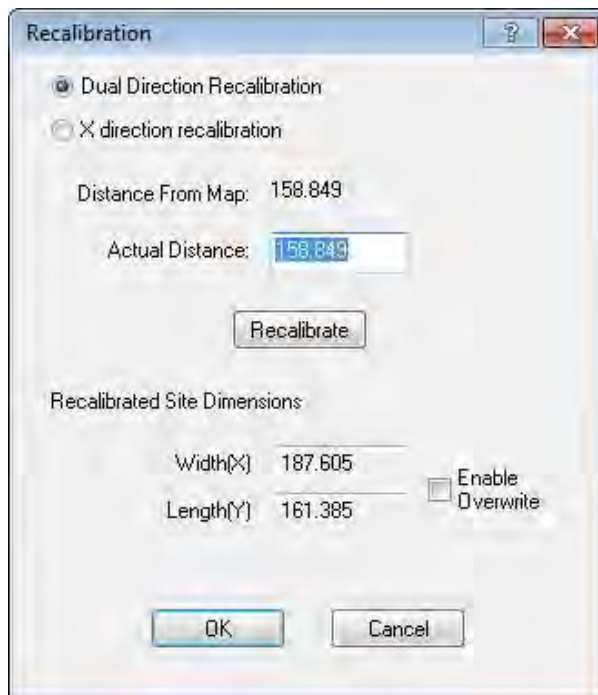 Recalibration
Dual Direction Recalibration
X direction recalibration
Distance From Map: 158.849
Actual Distance: 158.849
Recalibrate
Recalibrated Site Dimensions
Width(X) 187.605
Length(Y) 161.385
Enable
Overwrite
OK
Cancel